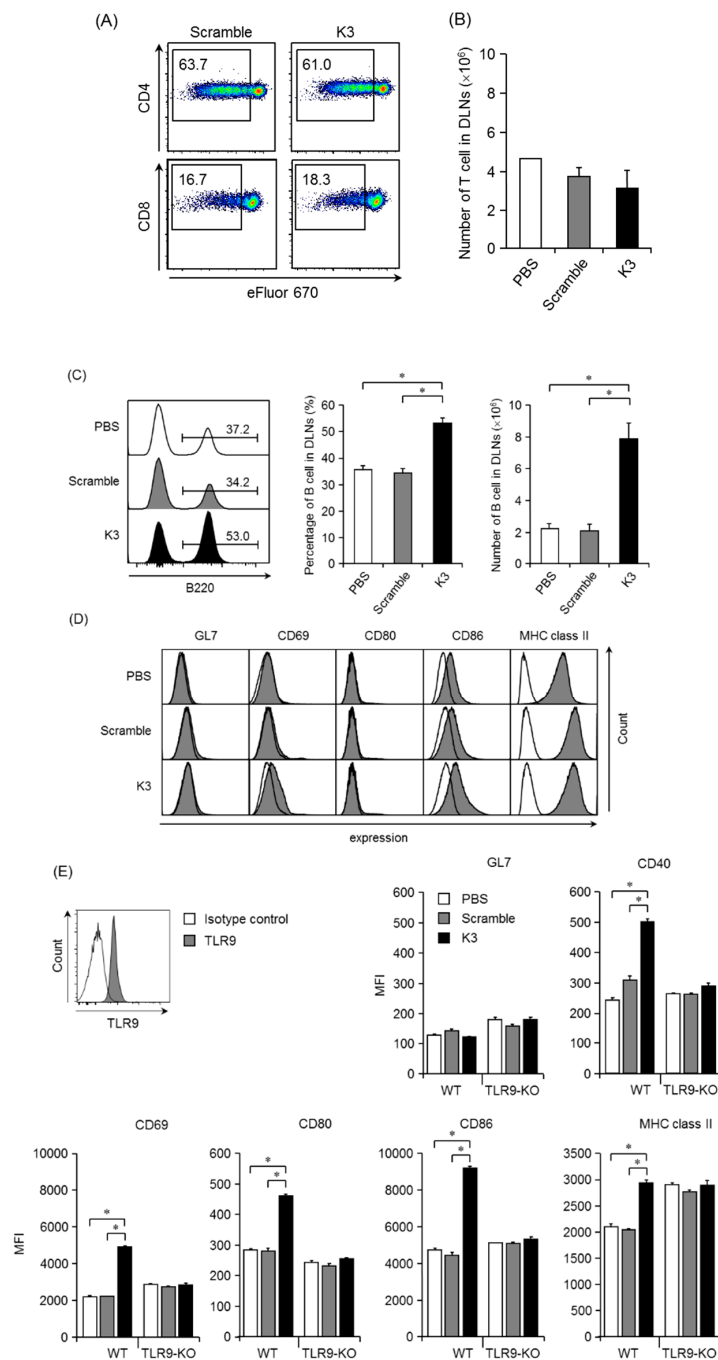 (A)
Scramble K3
CD4
63.7 61.0
CD8
16.7 18.3
eFluor 670
(B)
Number of T cell in DLNs (×10⁶)
10
8
6
4
2
0
PBS Scramble K3
(C)
PBS 37.2
Scramble 34.2
K3 53.0
B220
Percentage of B cell in DLNs (%)
60
50
40
30
20
10
0
* *
PBS Scramble K3
Number of B cell in DLNs (×10⁶)
10
8
6
4
2
0
* *
PBS Scramble K3
(D)
GL7 CD69 CD80 CD86 MHC class II
PBS
Scramble
K3
Count
expression
(E)
Count
TLR9
Isotype control
TLR9
GL7
MFI
600
500
400
300
200
100
0
PBS
Scramble
K3
WT TLR9-KO
CD40
600
500
400
300
200
100
0
* *
WT TLR9-KO
CD69
MFI
10000
8000
6000
4000
2000
0
* *
WT TLR9-KO
CD80
600
500
400
300
200
100
0
* *
WT TLR9-KO
CD86
10000
8000
6000
4000
2000
0
* *
WT TLR9-KO
MHC class II
3500
3000
2500
2000
1500
1000
500
0
* *
WT TLR9-KO